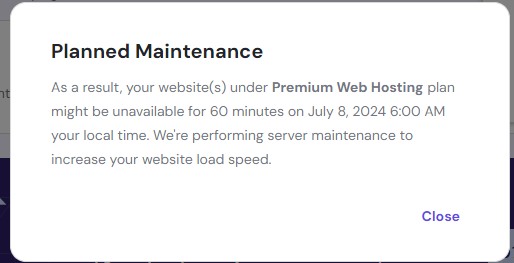 Planned Maintenance
As a result, your website(s) under Premium Web Hosting plan
might be unavailable for 60 minutes on July 8, 2024 6:00 AM
your local time. We're performing server maintenance to
increase your website load speed.
Close